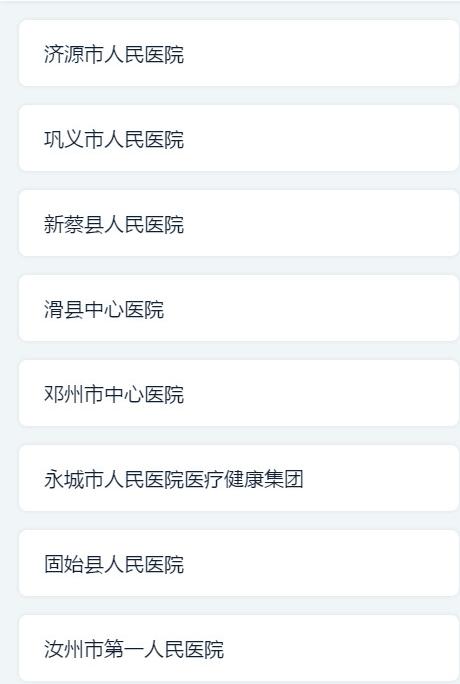 济源市人民医院
巩义市人民医院
新蔡县人民医院
滑县中心医院
邓州市中心医院
永城市人民医院医疗健康集团
固始县人民医院
汝州市第一人民医院